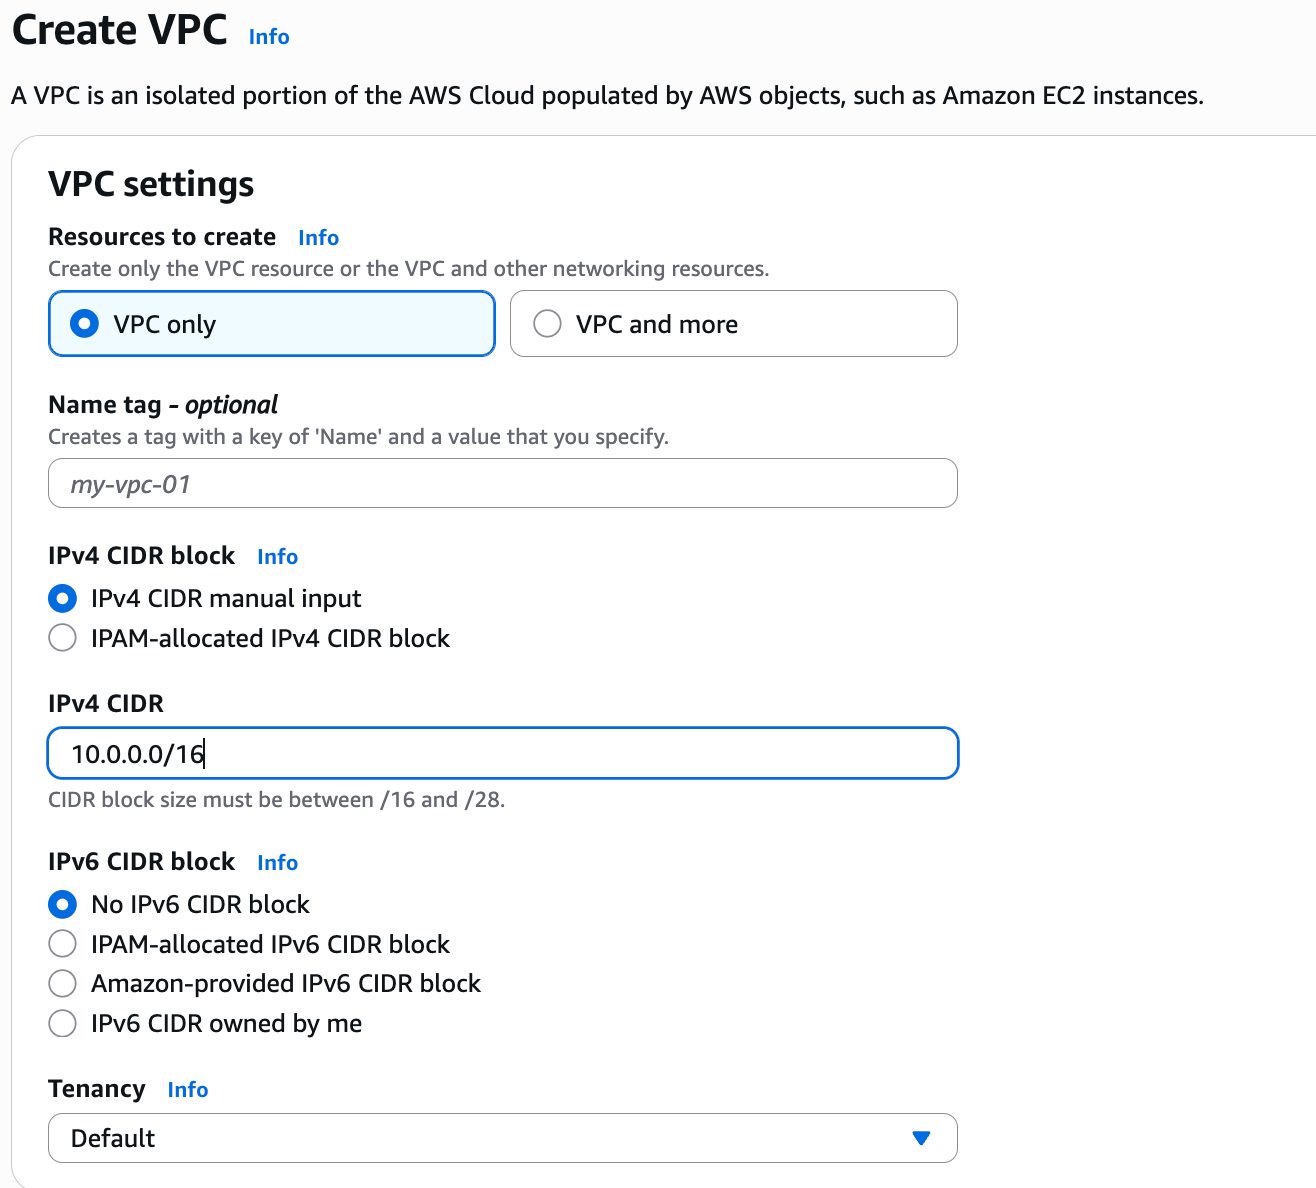 Create VPC Info
A VPC is an isolated portion of the AWS Cloud populated by AWS objects, such as Amazon EC2 instances.
VPC settings
Resources to create Info
Create only the VPC resource or the VPC and other networking resources.
VPC only VPC and more
Name tag - optional
Creates a tag with a key of 'Name' and a value that you specify.
my-vpc-01
IPv4 CIDR block Info
IPv4 CIDR manual input
IPAM-allocated IPv4 CIDR block
IPv4 CIDR
10.0.0.0/16
CIDR block size must be between /16 and /28.
IPv6 CIDR block Info
No IPv6 CIDR block
IPAM-allocated IPv6 CIDR block
Amazon-provided IPv6 CIDR block
IPv6 CIDR owned by me
Tenancy Info
Default